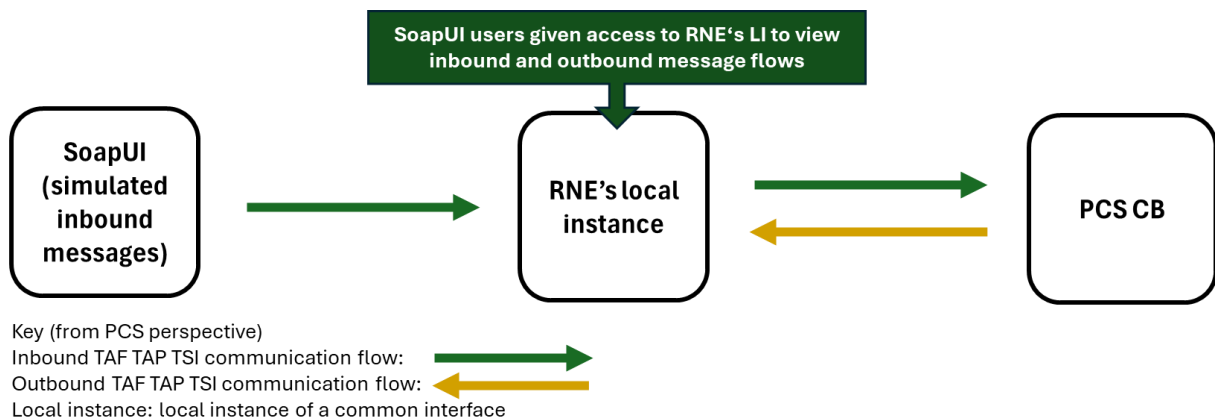 SoapUI users given access to RNE‘s LI to view
inbound and outbound message flows
SoapUI
(simulated
inbound
messages)
RNE’s local
instance
PCS CB
Key (from PCS perspective)
Inbound TAF TAP TSI communication flow:
Outbound TAF TAP TSI communication flow:
Local instance: local instance of a common interface